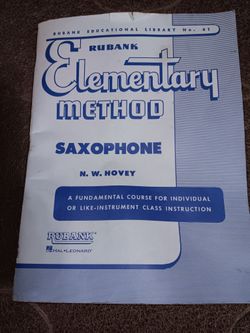 RUBANK EDUCATIONAL LIBRARY No. 41
RUBANK
Elementary
METHOD
SAXOPHONE
N. W. HOVEY
A FUNDAMENTAL COURSE FOR INDIVIDUAL
OR LIKE-INSTRUMENT CLASS INSTRUCTION
RUBANK
HAL•LEONARD